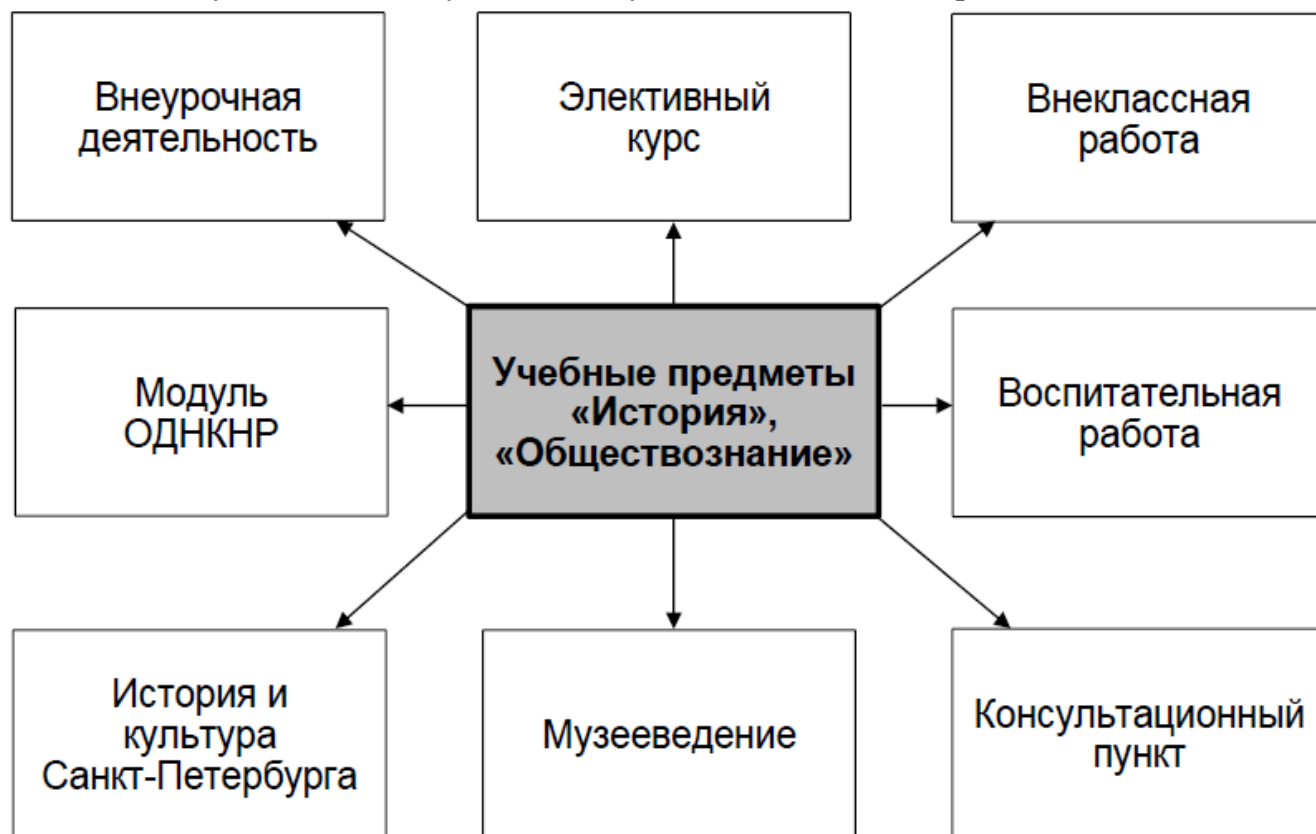 Внеурочная
деятельность
Элективный
курс
Внеклассная
работа
Модуль
ОДНКНР
Учебные предметы
«История»,
«Обществознание»
Воспитательная
работа
История и
культура
Санкт-Петербурга
Музееведение
Консультационный
пункт